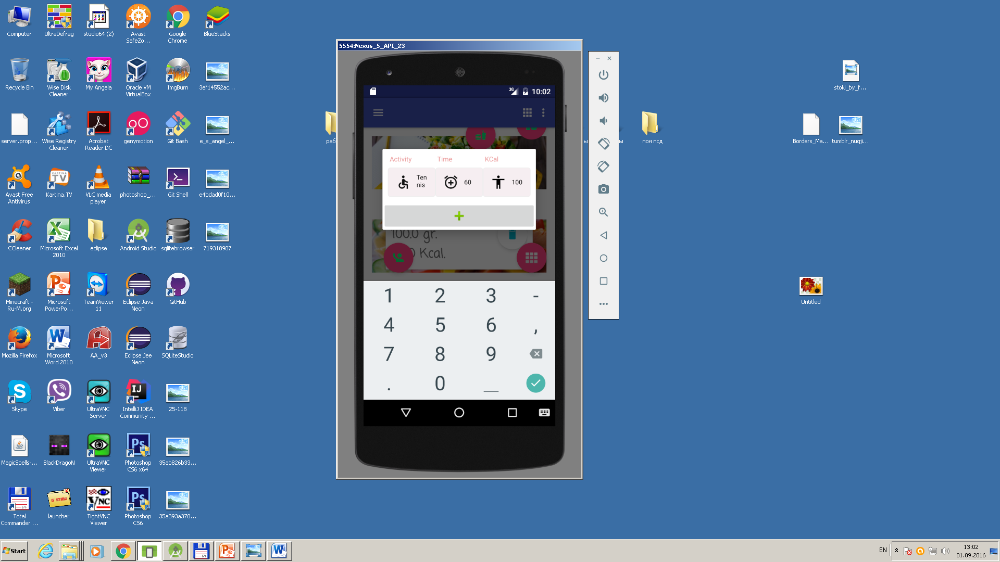 Computer
UltraDefrag
studio64 (2)
Avast
SafeZo...
Google
Chrome
BlueStacks
Recycle Bin
Wise Disk
Cleaner
My Angela
Oracle VM
VirtualBox
ImgBurn
3ef14552ac...
server.prop...
Wise Registry
Cleaner
Acrobat
Reader DC
genymotion
Git Bash
e_s_angel_...
Avast Free
Antivirus
Kartina.TV
VLC media
player
photoshop_...
Git Shell
e4bdad0f10...
CCleaner
Microsoft Excel
2010
eclipse
Android Studio
sqlitebrowser
719318907
Minecraft -
Ru-M.org
Microsoft
PowerPo...
TeamViewer
11
Eclipse Java
Neon
GitHub
Mozilla Firefox
Microsoft
Word 2010
AA_v3
Eclipse Jee
Neon
SQLiteStudio
Skype
Viber
UltraVNC
Server
IntelliJ IDEA
Community ...
25-118
MagicSpells-...
BlackDragoN
UltraVNC
Viewer
Photoshop
CS6 x64
35ab826b33...
Total
Commander ...
launcher
TightVNC
Viewer
Photoshop
CS6
35a393a370...
5554:Nexus_5_API_23
3G 10:02
Activity Time KCal
Ten
nis
60
100
+
100.0 gr.
Kcal.
1 2 3 -
4 5 6 ,
7 8 9
. 0 _
раб
ы
мои псд
stoki_by_f...
Borders_Ma...
tumblr_nuqji...
Untitled
Start
EN
13:02
01.09.2016